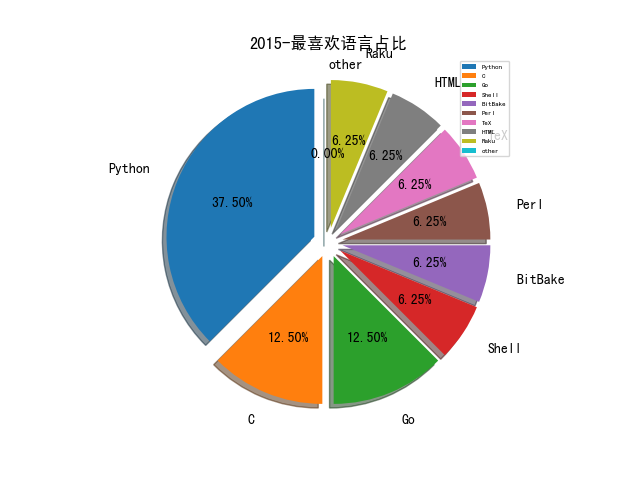 2015-最喜欢语言占比
Raku
other
HTML
TeX
Python
Perl
BitBake
Shell
Go
C
37.50%
12.50%
12.50%
6.25%
6.25%
6.25%
6.25%
6.25%
6.25%
0.00%
Python
C
Go
Shell
BitBake
Perl
TeX
HTML
Raku
other